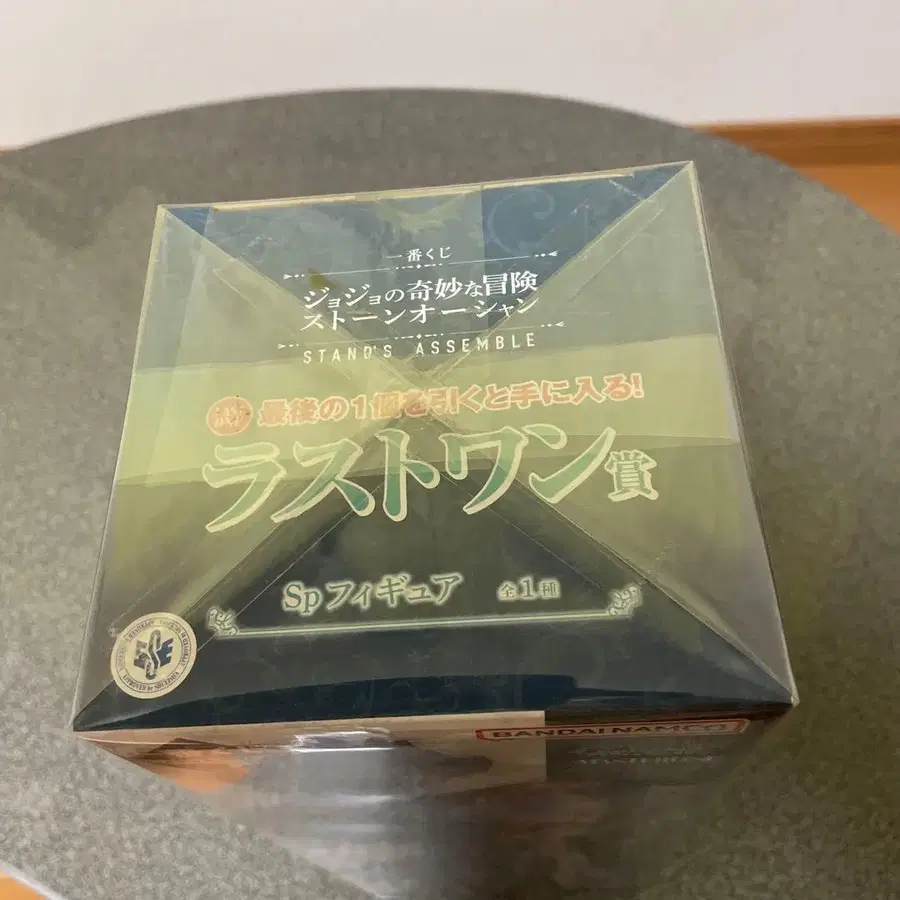 一番くじ
ジョジョの奇妙な冒険
ストーンオーシャン
STAND'S ASSEMBLE
最後の1個を引くと手に入る!
ラストワン賞
Sp フィギュア 全1種
BANDAI NAMCO